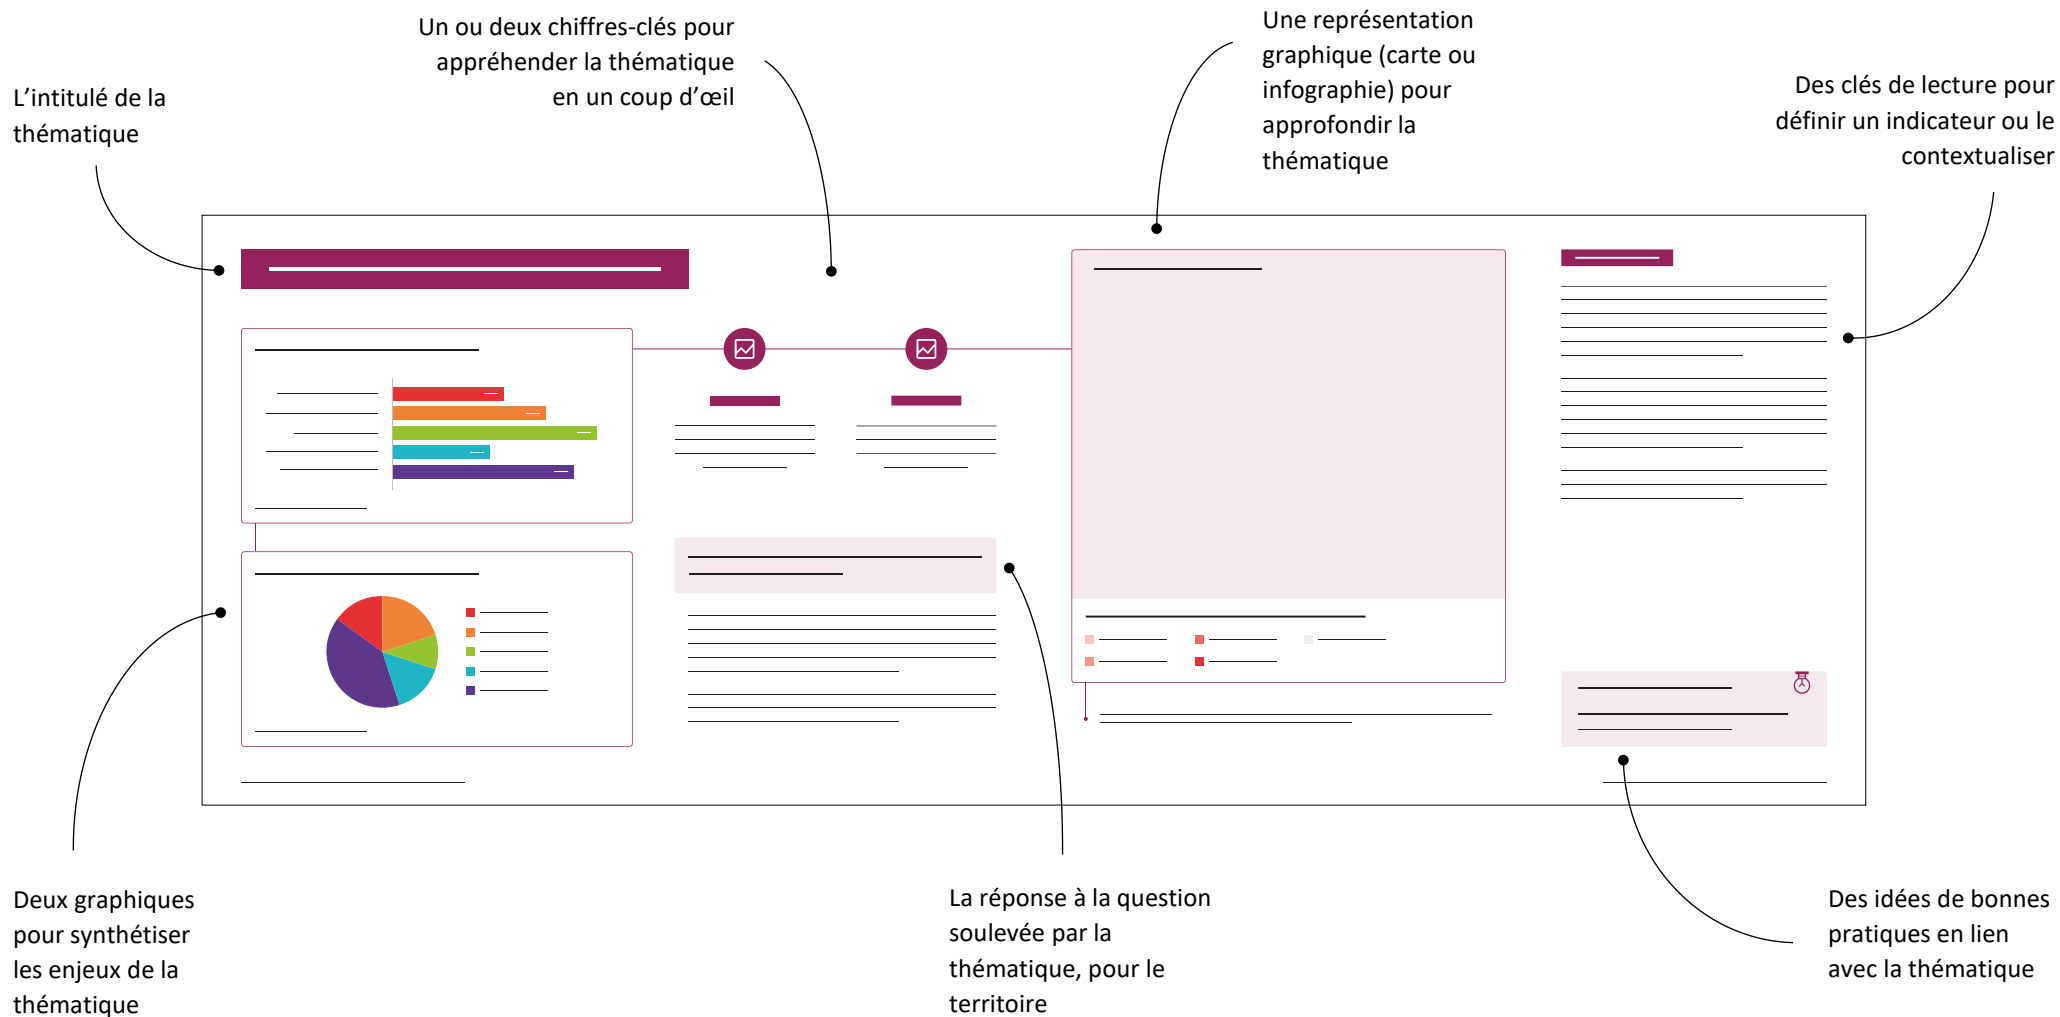 L’intitulé de la
thématique
Un ou deux chiffres-clés pour
appréhender la thématique
en un coup d’œil
Une représentation
graphique (carte ou
infographie) pour
approfondir la
thématique
Des clés de lecture pour
définir un indicateur ou le
contextualiser
Deux graphiques
pour synthétiser
les enjeux de la
thématique
La réponse à la question
soulevée par la
thématique, pour le
territoire
Des idées de bonnes
pratiques en lien
avec la thématique